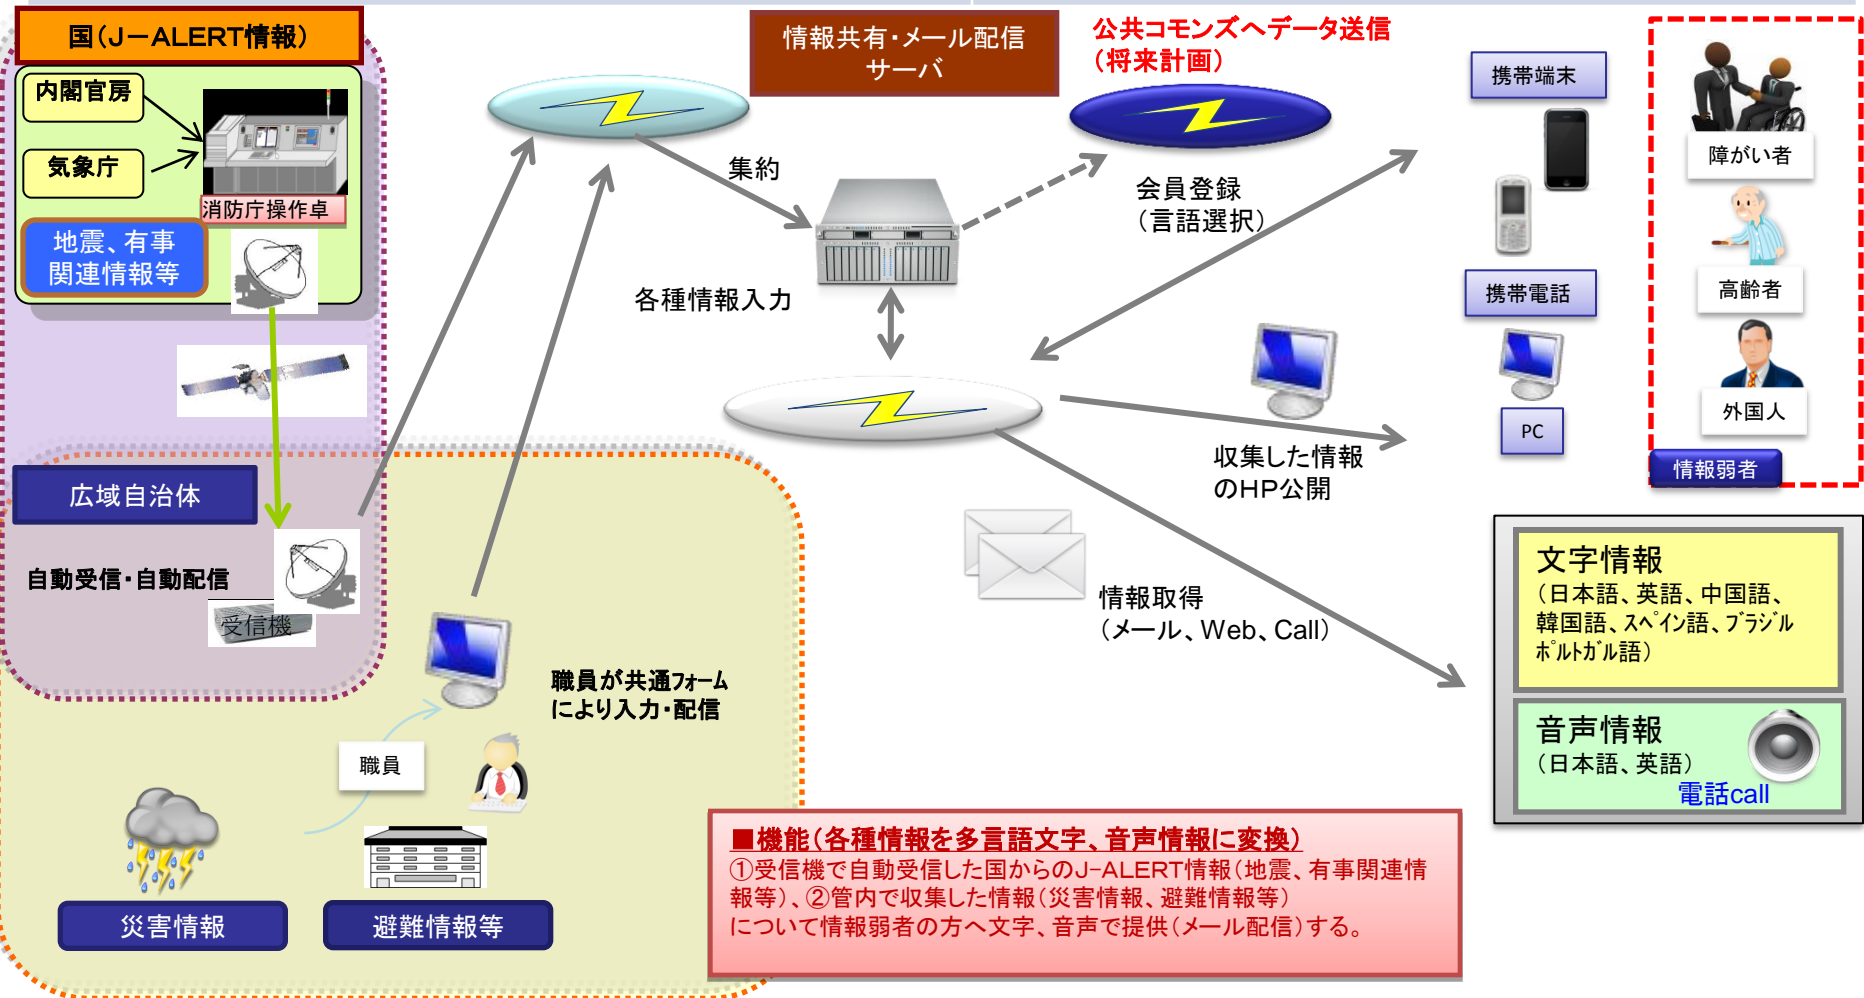 国（Ｊ－ALERT情報）
内閣官房
気象庁
消防庁操作卓
地震、有事
関連情報等
広域自治体
自動受信・自動配信
受信機
職員が共通ﾌｫｰﾑ
により入力・配信
職員
災害情報
避難情報等
情報共有・メール配信
サーバ
公共コモンズへデータ送信
（将来計画）
集約
各種情報入力
会員登録
（言語選択）
収集した情報
のＨＰ公開
情報取得
（メール、Web、Call）
携帯端末
携帯電話
PC
障がい者
高齢者
外国人
情報弱者
文字情報
（日本語、英語、中国語、
韓国語、ｽﾍﾟｲﾝ語、ﾌﾞﾗｼﾞﾙ
ﾎﾟﾙﾄｶﾞﾙ語）
音声情報
（日本語、英語）
電話call
■機能（各種情報を多言語文字、音声情報に変換）
①受信機で自動受信した国からのＪ-ALERT情報（地震、有事関連情
報等）、②管内で収集した情報（災害情報、避難情報等）
について情報弱者の方へ文字、音声で提供（メール配信）する。